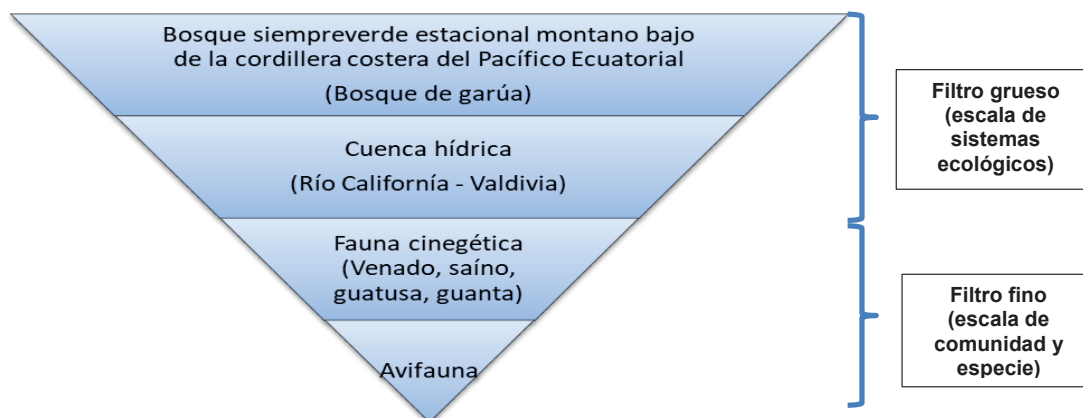 Bosque siempreverde estacional montano bajo
de la cordillera costera del Pacífico Ecuatorial
(Bosque de garúa)
Cuenca hídrica
(Río Californía - Valdivia)
Fauna cinegética
(Venado, saíno,
guatusa, guanta)
Avifauna
Filtro grueso
(escala de
sistemas
ecológicos)
Filtro fino
(escala de
comunidad y
especie)